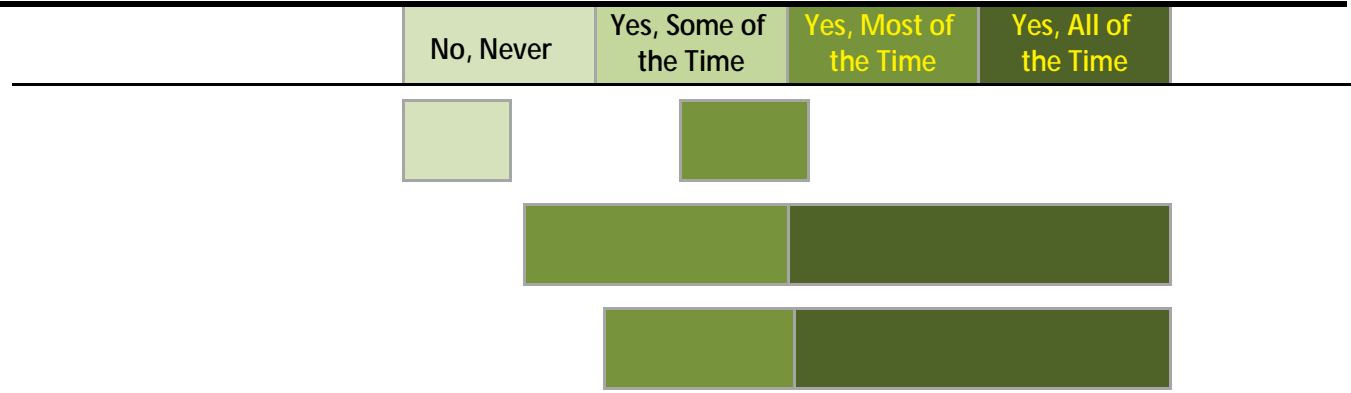 No, Never
Yes, Some of
the Time
Yes, Most of
the Time
Yes, All of
the Time